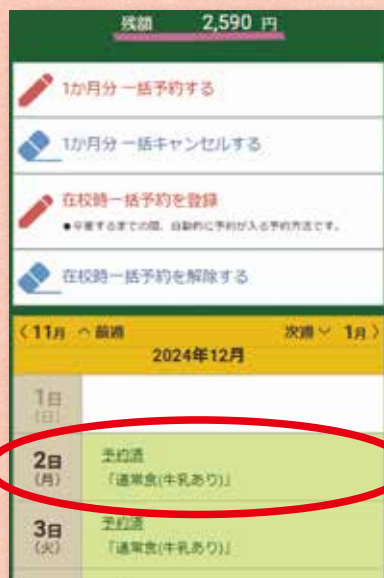 残額 2,590 円
1か月分 一括予約する
1か月分 一括キャンセルする
在校時一括予約を登録
●卒業するまでの間、自動的に予約が入る予約方法です。
在校時一括予約を解除する
〈11月 ^ 前週 次週 ∨ 1月〉
2024年12月
1日
(日)
2日 予約済
(月) 「通常食(牛乳あり)」
3日 予約済
(火) 「通常食(牛乳あり)」